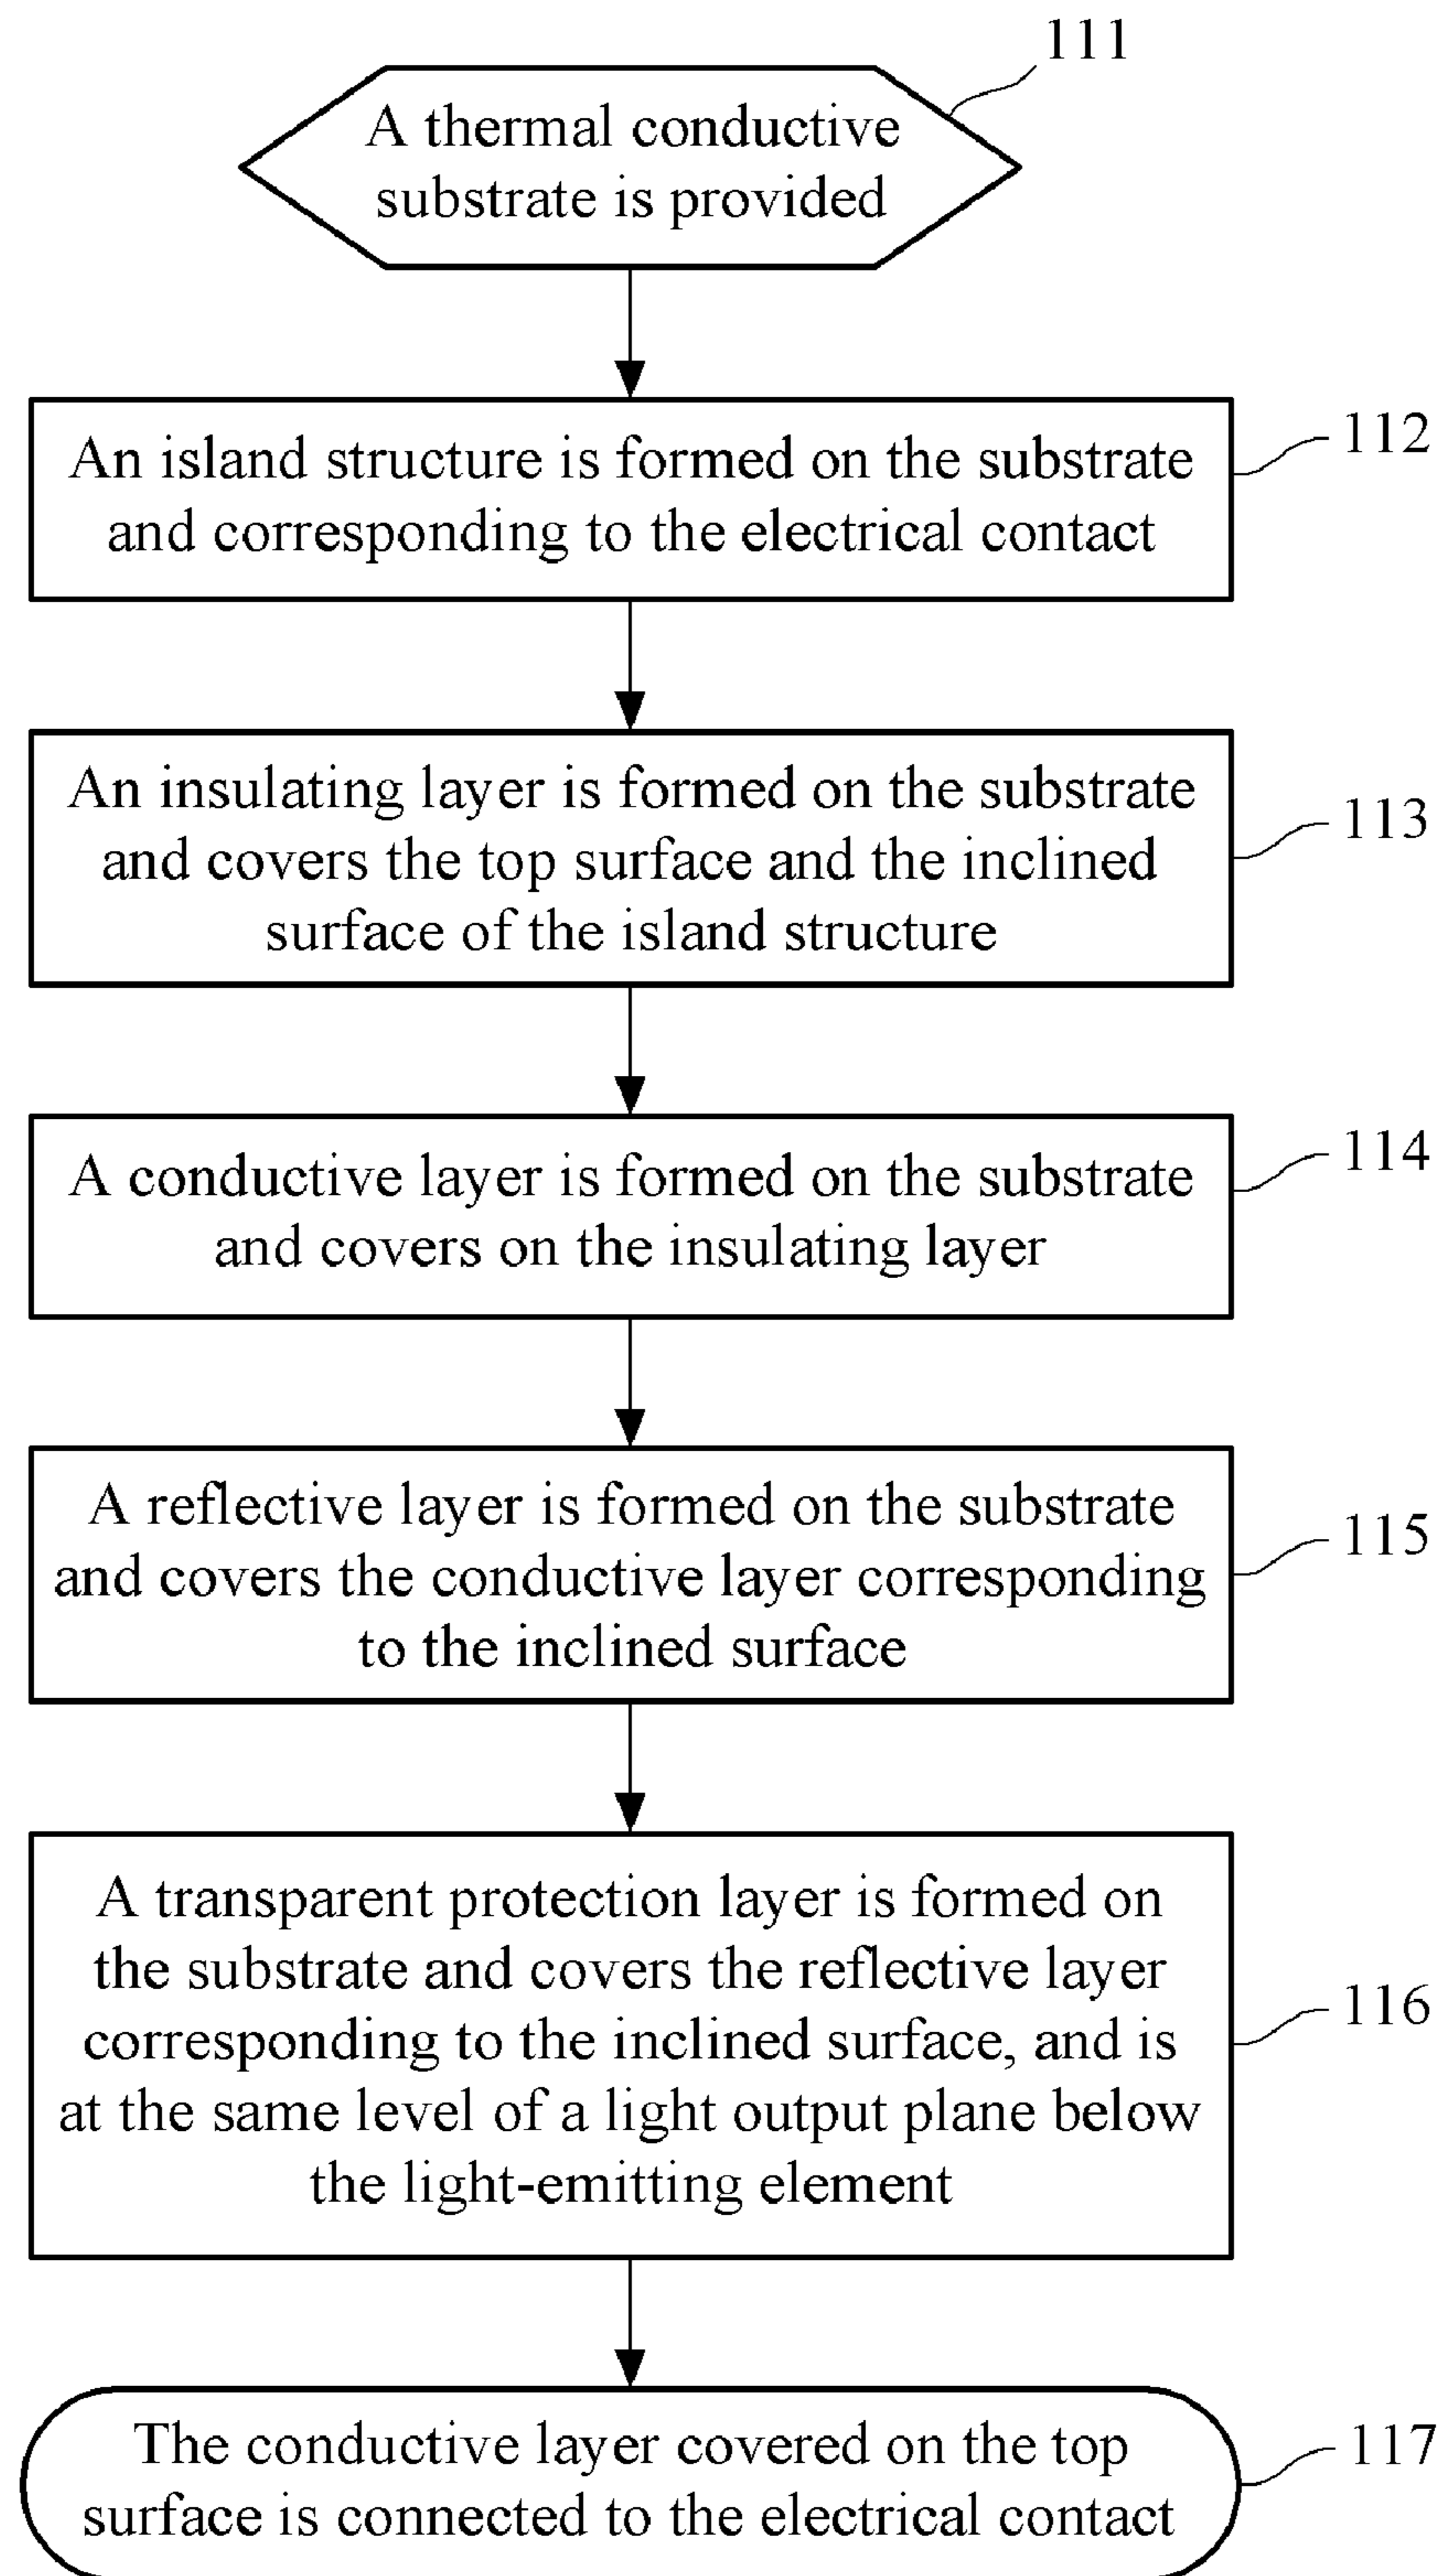 111
A thermal conductive
substrate is provided
112
An island structure is formed on the substrate
and corresponding to the electrical contact
113
An insulating layer is formed on the substrate
and covers the top surface and the inclined
surface of the island structure
114
A conductive layer is formed on the substrate
and covers on the insulating layer
115
A reflective layer is formed on the substrate
and covers the conductive layer corresponding
to the inclined surface
116
A transparent protection layer is formed on
the substrate and covers the reflective layer
corresponding to the inclined surface, and is
at the same level of a light output plane below
the light-emitting element
117
The conductive layer covered on the top
surface is connected to the electrical contact